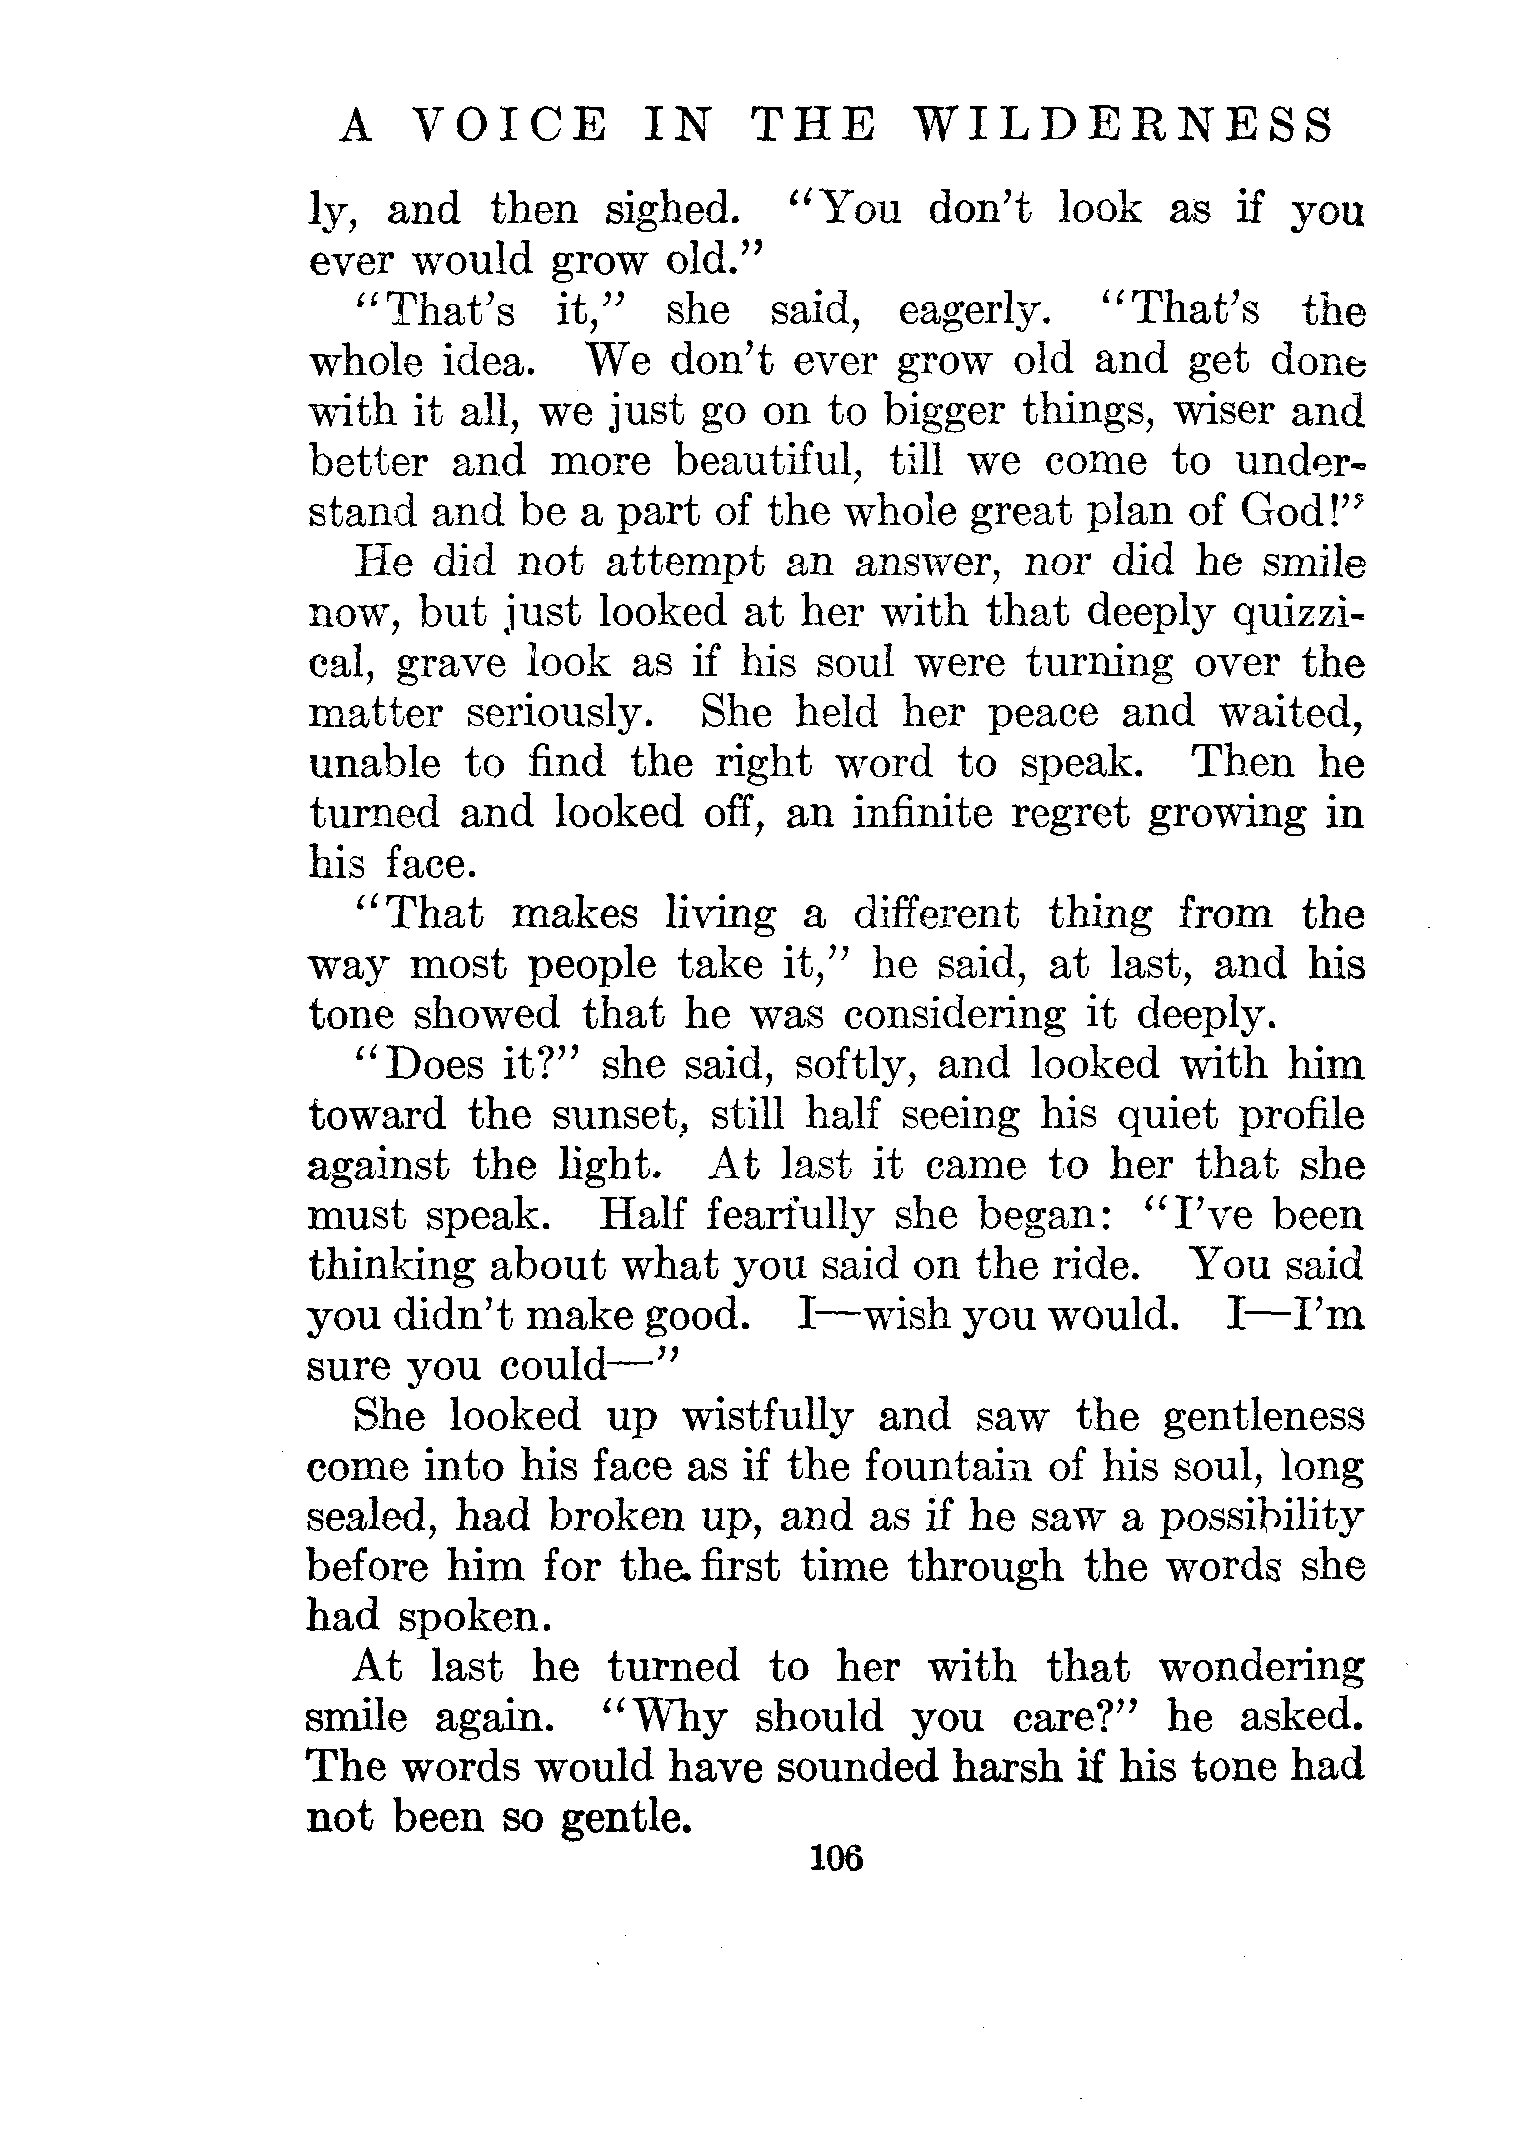 A VOICE IN THE WILDERNESS
ly, and then sighed. "You don't look as if you
ever would grow old."
"That's it," she said, eagerly. "That's the
whole idea. We don't ever grow old and get done
with it all, we just go on to bigger things, wiser and
better and more beautiful, till we come to under-
stand and be a part of the whole great plan of God!"
He did not attempt an answer, nor did he smile
now, but just looked at her with that deeply quizzi-
cal, grave look as if his soul were turning over the
matter seriously. She held her peace and waited,
unable to find the right word to speak. Then he
turned and looked off, an infinite regret growing in
his face.
"That makes living a different thing from the
way most people take it," he said, at last, and his
tone showed that he was considering it deeply.
"Does it?" she said, softly, and looked with him
toward the sunset, still half seeing his quiet profile
against the light. At last it came to her that she
must speak. Half fearfully she began: "I've been
thinking about what you said on the ride. You said
you didn't make good. I—wish you would. I—I'm
sure you could—"
She looked up wistfully and saw the gentleness
come into his face as if the fountain of his soul, long
sealed, had broken up, and as if he saw a possibility
before him for the first time through the words she
had spoken.
At last he turned to her with that wondering
smile again. "Why should you care?" he asked.
The words would have sounded harsh if his tone had
not been so gentle.
106